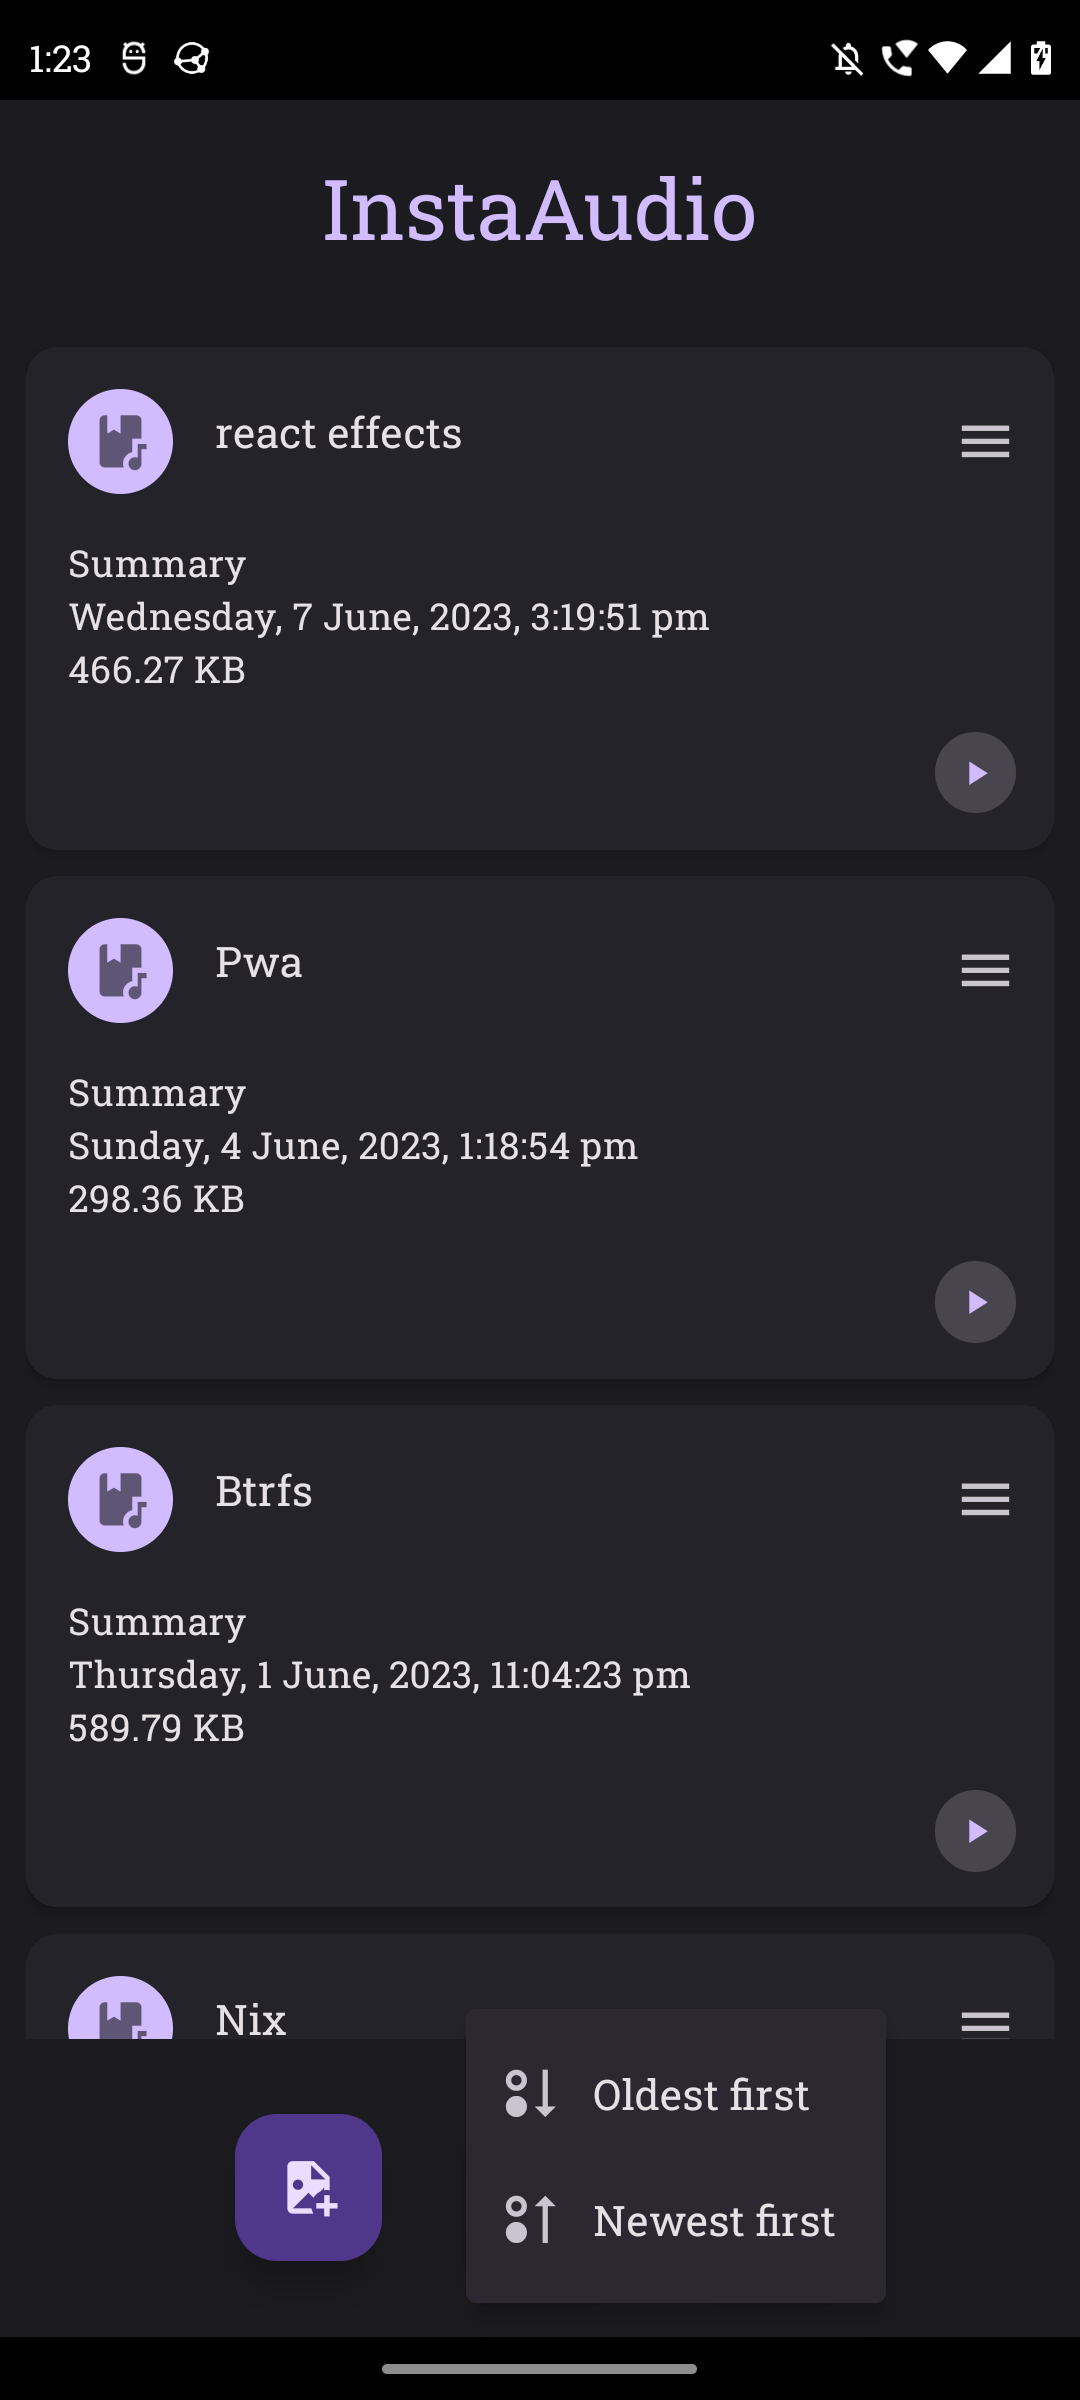 1:23
InstaAudio
react effects
Summary
Wednesday, 7 June, 2023, 3:19:51 pm
466.27 KB
Pwa
Summary
Sunday, 4 June, 2023, 1:18:54 pm
298.36 KB
Btrfs
Summary
Thursday, 1 June, 2023, 11:04:23 pm
589.79 KB
Nix
Oldest first
Newest first